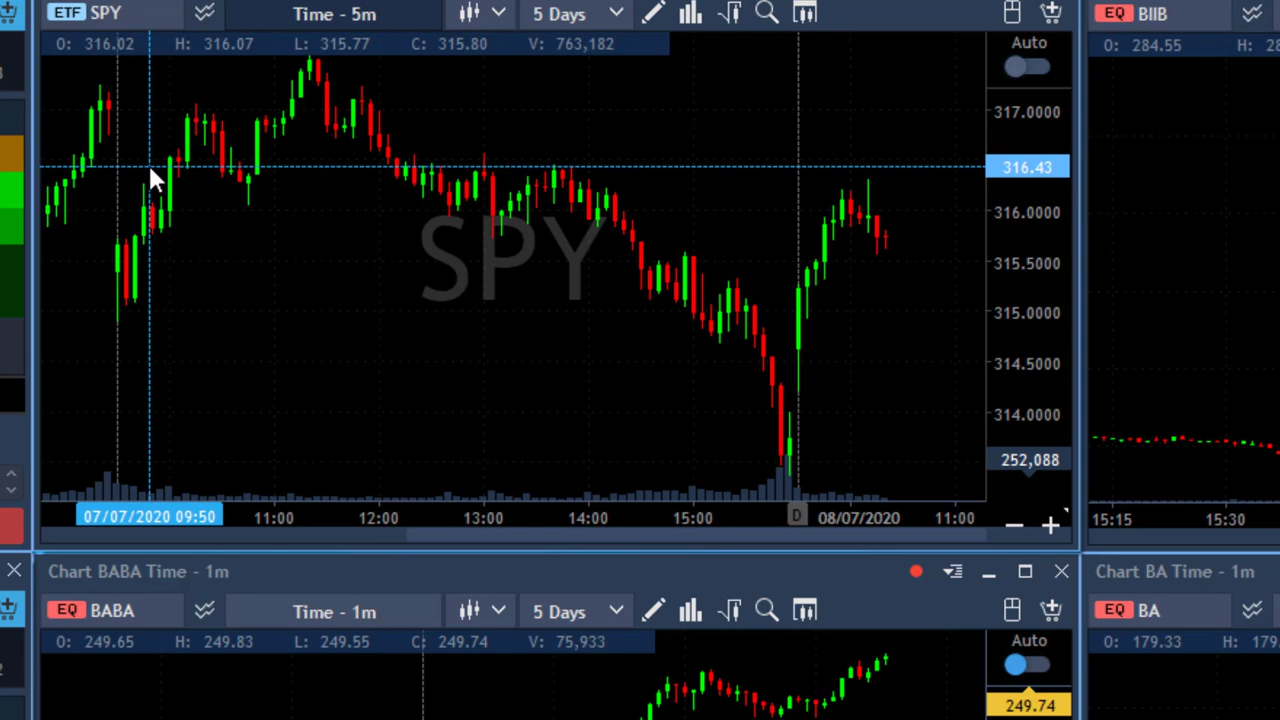 ETF SPY Time - 5m 5 Days
O: 316.02 H: 316.07 L: 315.77 C: 315.80 V: 763,182
Auto
317.0000
316.43
316.0000
315.5000
315.0000
314.5000
314.0000
252,088
SPY
07/07/2020 09:50 11:00 12:00 13:00 14:00 15:00 D 08/07/2020 11:00
EQ BIIB
O: 284.55 H:
15:15 15:30
Chart BABA Time - 1m
EQ BABA Time - 1m 5 Days
O: 249.65 H: 249.83 L: 249.55 C: 249.74 V: 75,933
Auto
249.74
Chart BA Time - 1m
EQ BA
O: 179.33 H: